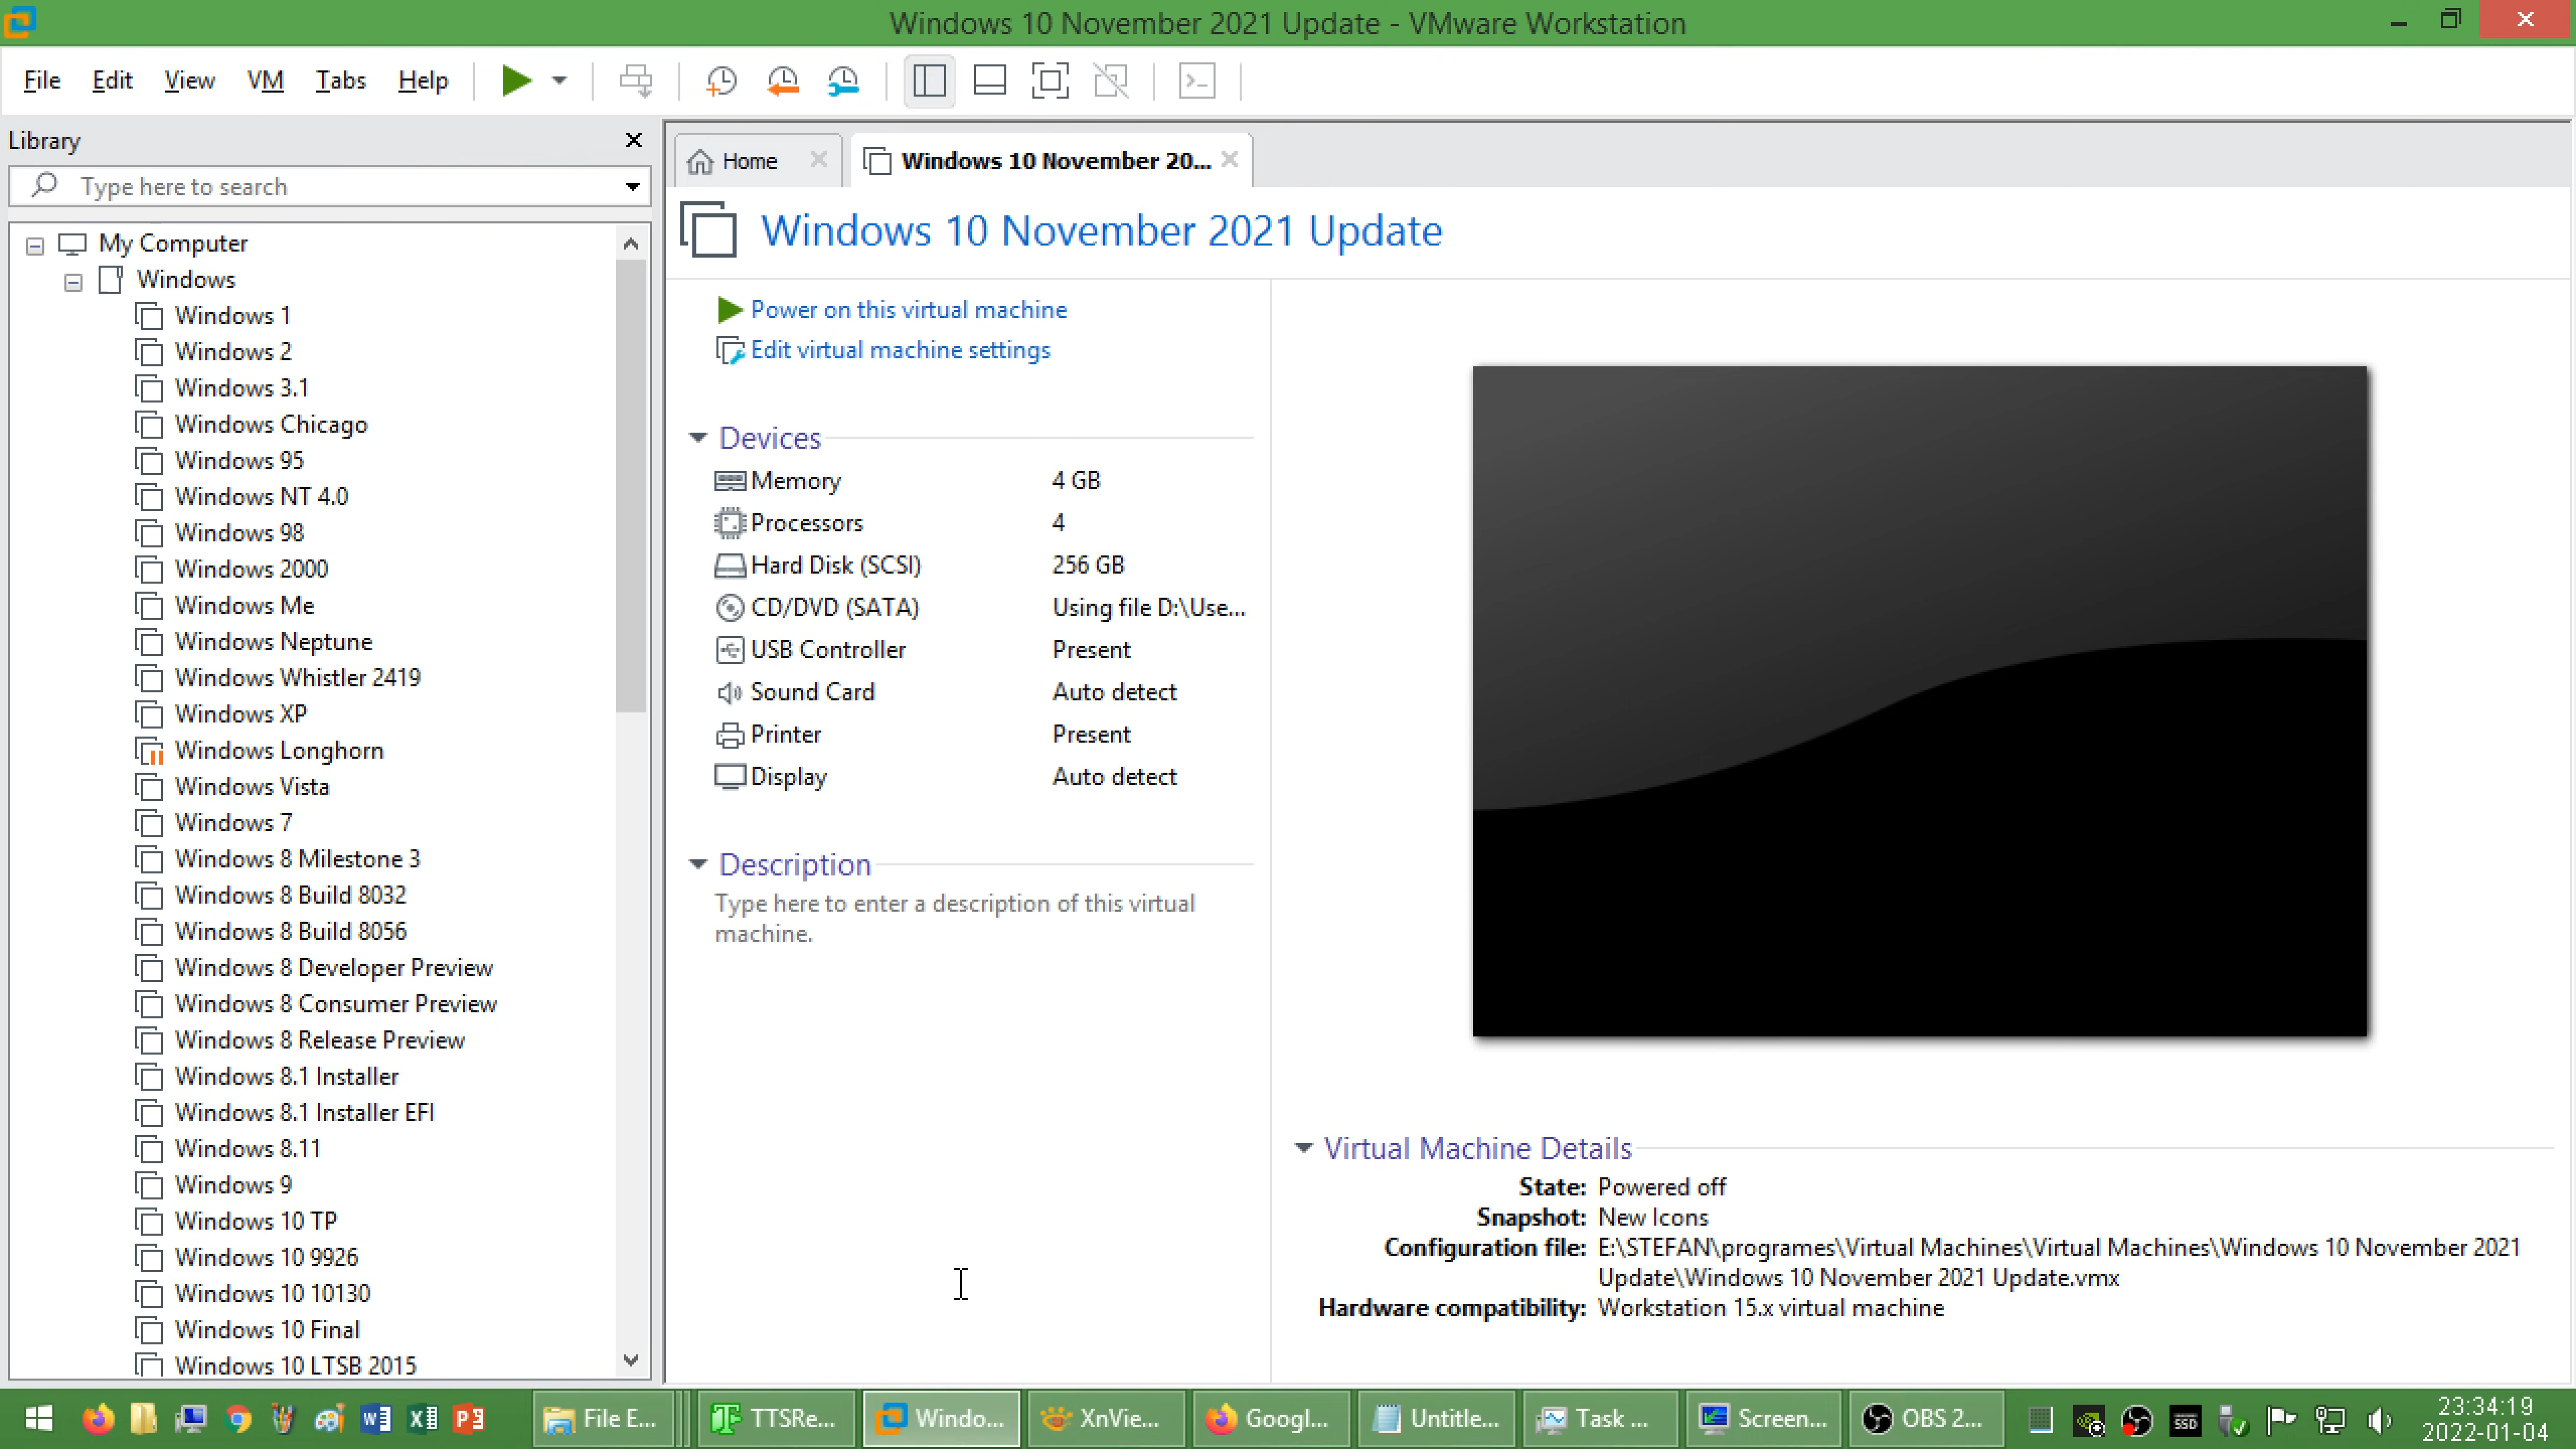 Windows 10 November 2021 Update - VMware Workstation
File Edit View VM Tabs Help
Library
Type here to search
My Computer
Windows
Windows 1
Windows 2
Windows 3.1
Windows Chicago
Windows 95
Windows NT 4.0
Windows 98
Windows 2000
Windows Me
Windows Neptune
Windows Whistler 2419
Windows XP
Windows Longhorn
Windows Vista
Windows 7
Windows 8 Milestone 3
Windows 8 Build 8032
Windows 8 Build 8056
Windows 8 Developer Preview
Windows 8 Consumer Preview
Windows 8 Release Preview
Windows 8.1 Installer
Windows 8.1 Installer EFI
Windows 8.11
Windows 9
Windows 10 TP
Windows 10 9926
Windows 10 10130
Windows 10 Final
Windows 10 LTSB 2015
Home
Windows 10 November 20...
Windows 10 November 2021 Update
Power on this virtual machine
Edit virtual machine settings
Devices
Memory 4 GB
Processors 4
Hard Disk (SCSI) 256 GB
CD/DVD (SATA) Using file D:\Use...
USB Controller Present
Sound Card Auto detect
Printer Present
Display Auto detect
Description
Type here to enter a description of this virtual
machine.
Virtual Machine Details
State: Powered off
Snapshot: New Icons
Configuration file: E:\STEFAN\programes\Virtual Machines\Virtual Machines\Windows 10 November 2021
Update\Windows 10 November 2021 Update.vmx
Hardware compatibility: Workstation 15.x virtual machine
File E...
TTSRe...
Windo...
XnVie...
Googl...
Untitle...
Task ...
Screen...
OBS 2...
SSD
23:34:19
2022-01-04